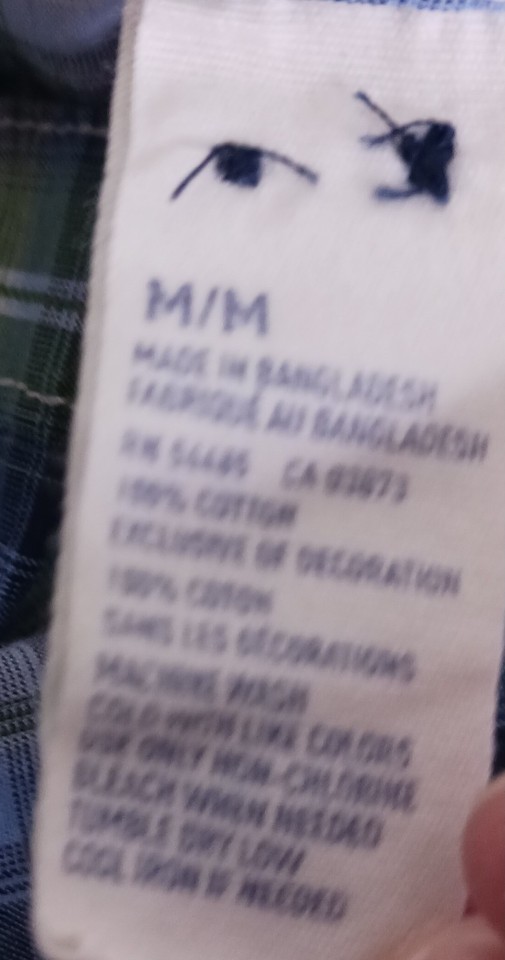 M/M
MADE IN BANGLADESH
FABRIQUÉ AU BANGLADESH
RN 54485 CA 03073
100% COTTON
EXCLUSIVE OF DECORATION
100% COTON
SANS LES DÉCORATIONS
MACHINE WASH
COLD WITH LIKE COLORS
USE ONLY NON-CHLORINE
BLEACH WHEN NEEDED
TUMBLE DRY LOW
COOL IRON IF NEEDED